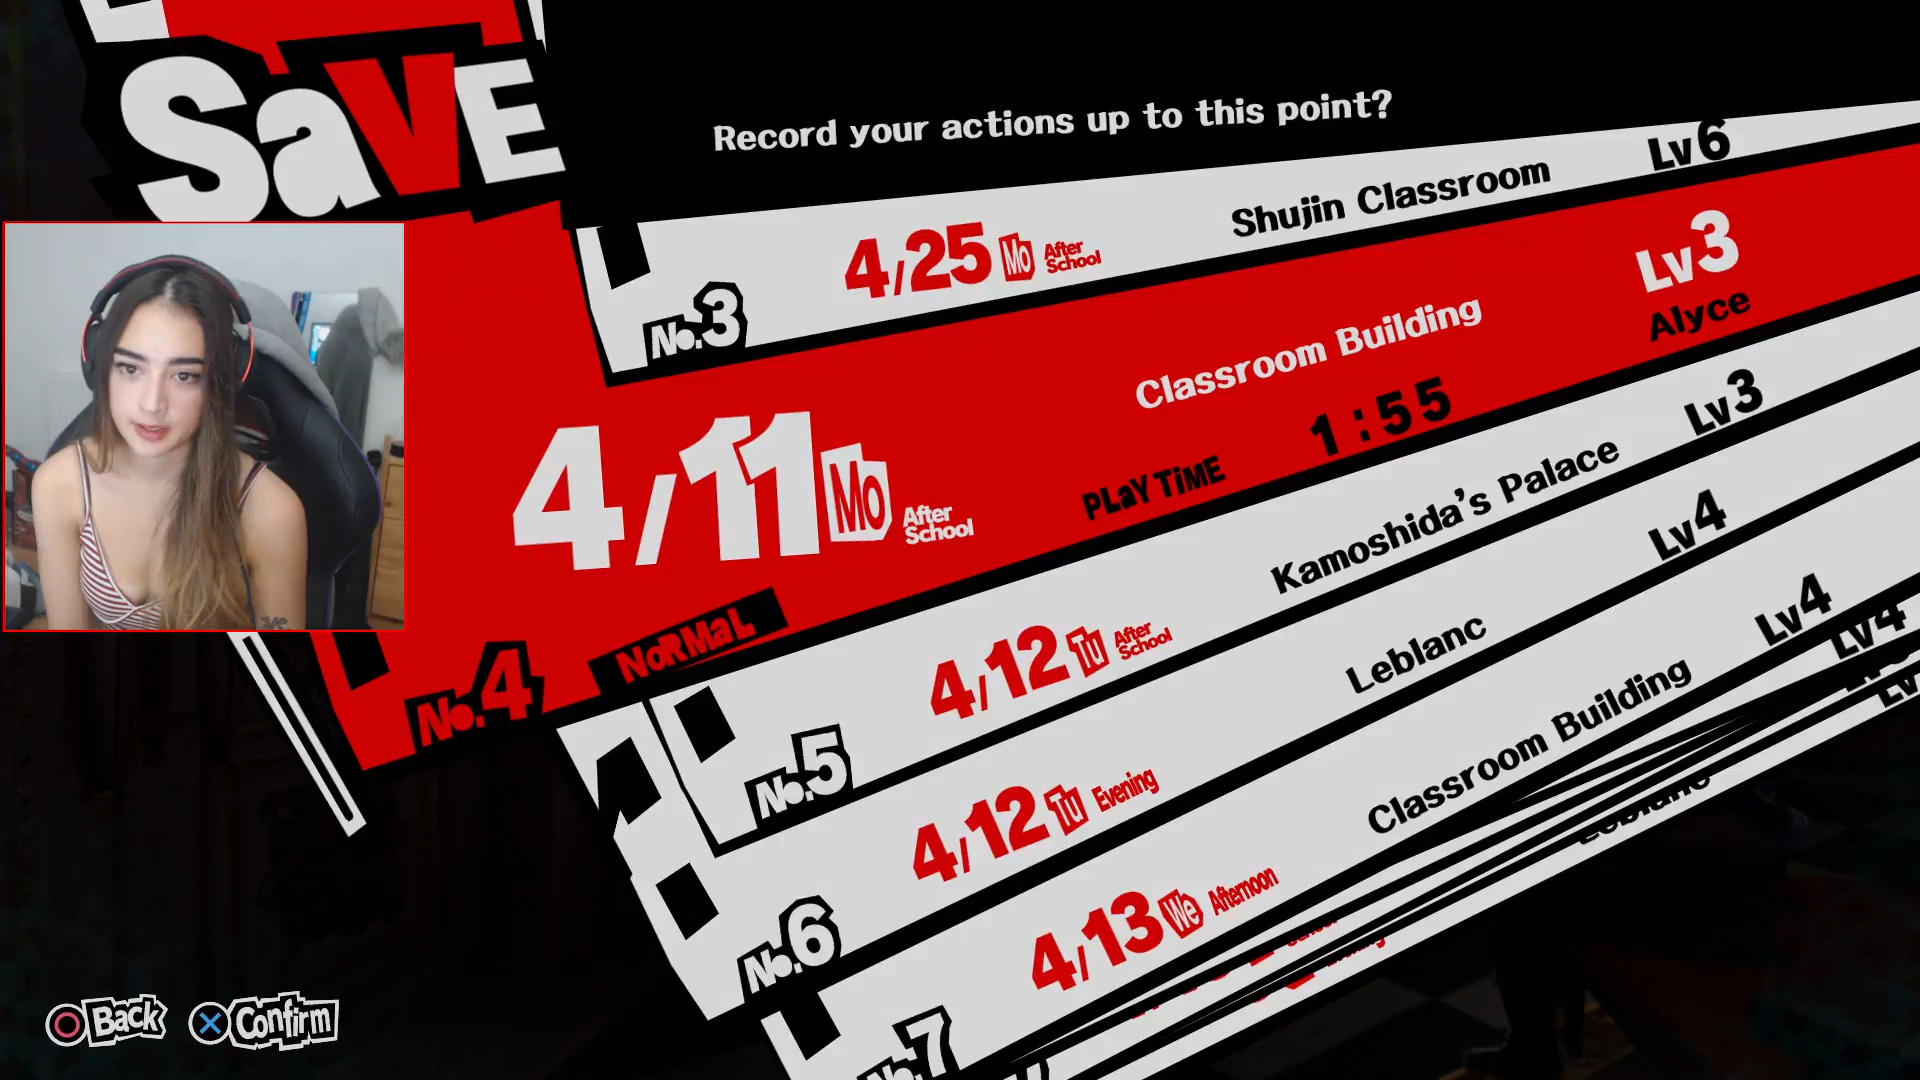 SaVE
Record your actions up to this point?
No.3 4/25 Mo After School Shujin Classroom Lv6
No.4 4/11 Mo After School Classroom Building Lv3
NoRMaL PLaY TiME 1:55 Alyce
No.5 4/12 Tu After School Kamoshida's Palace Lv3
No.6 4/12 Tu Evening Leblanc Lv4
No.7 4/13 We Afternoon Classroom Building Lv4
Lv4
Back Confirm